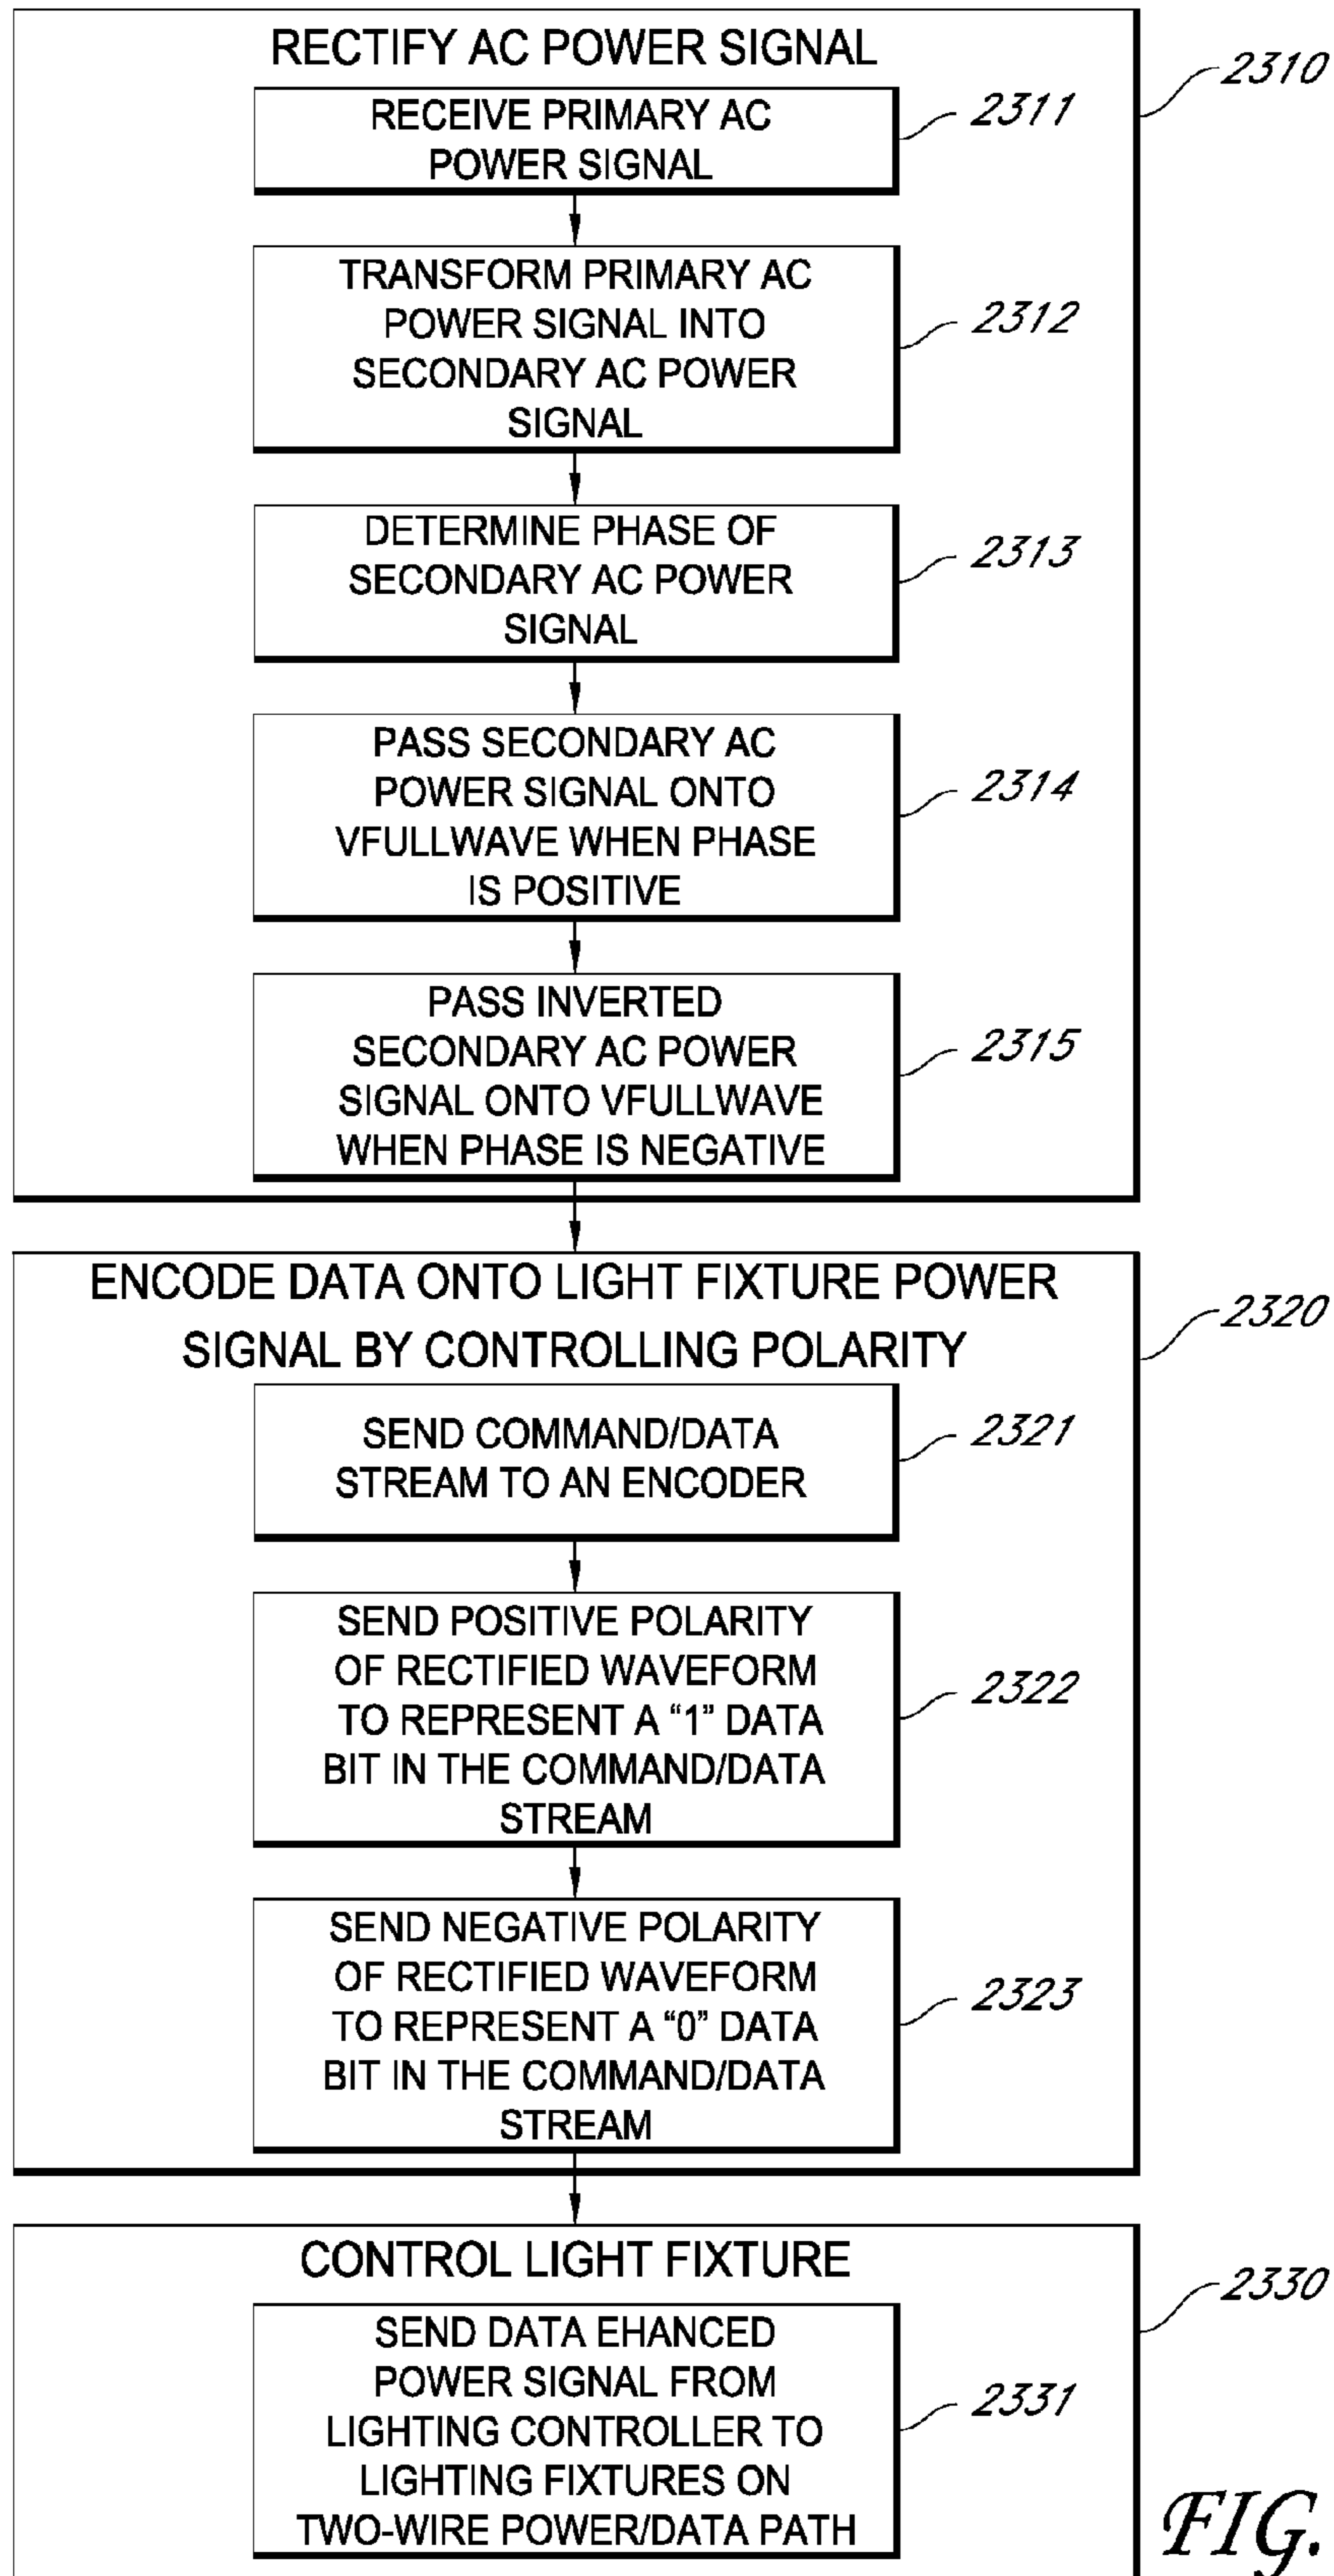 RECTIFY AC POWER SIGNAL
2310
RECEIVE PRIMARY AC
POWER SIGNAL
2311
TRANSFORM PRIMARY AC
POWER SIGNAL INTO
SECONDARY AC POWER
SIGNAL
2312
DETERMINE PHASE OF
SECONDARY AC POWER
SIGNAL
2313
PASS SECONDARY AC
POWER SIGNAL ONTO
VFULLWAVE WHEN PHASE
IS POSITIVE
2314
PASS INVERTED
SECONDARY AC POWER
SIGNAL ONTO VFULLWAVE
WHEN PHASE IS NEGATIVE
2315
ENCODE DATA ONTO LIGHT FIXTURE POWER
SIGNAL BY CONTROLLING POLARITY
2320
SEND COMMAND/DATA
STREAM TO AN ENCODER
2321
SEND POSITIVE POLARITY
OF RECTIFIED WAVEFORM
TO REPRESENT A “1” DATA
BIT IN THE COMMAND/DATA
STREAM
2322
SEND NEGATIVE POLARITY
OF RECTIFIED WAVEFORM
TO REPRESENT A “0” DATA
BIT IN THE COMMAND/DATA
STREAM
2323
CONTROL LIGHT FIXTURE
2330
SEND DATA EHANCED
POWER SIGNAL FROM
LIGHTING CONTROLLER TO
LIGHTING FIXTURES ON
TWO-WIRE POWER/DATA PATH
2331
FIG.